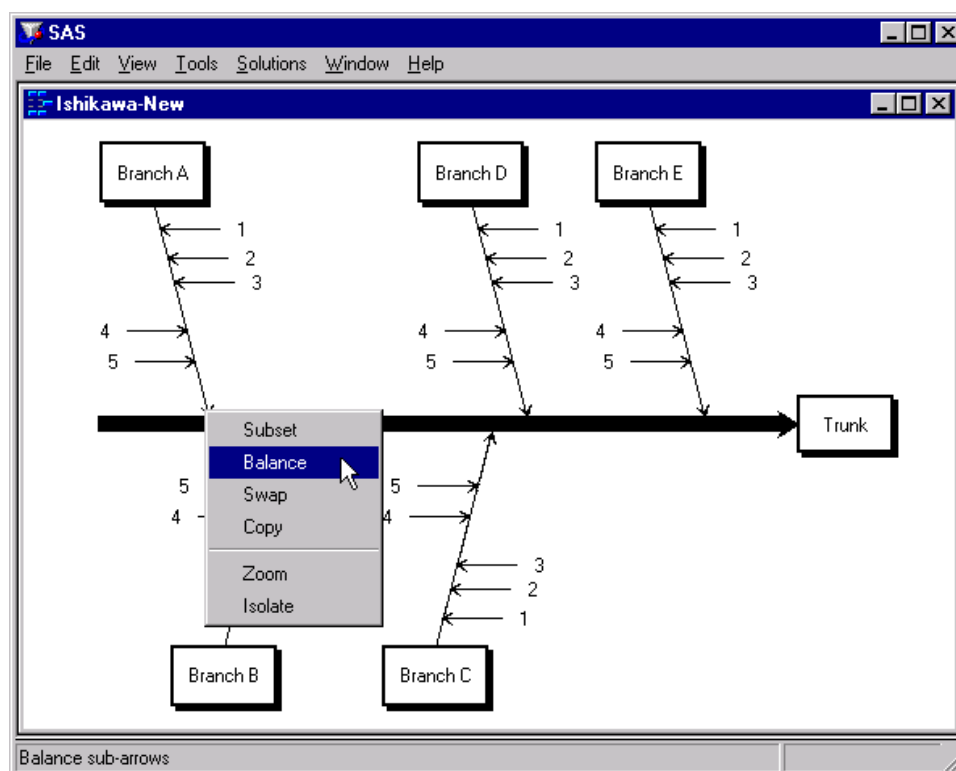 SAS
File Edit View Tools Solutions Window Help
Ishikawa-New
Branch A Branch D Branch E
1 1 1
2 2 2
3 3 3
4 4 4
5 5 5
Trunk
Subset
Balance
Swap
Copy
Zoom
Isolate
5 5
4 4
3
2
1
Branch B Branch C
Balance sub-arrows